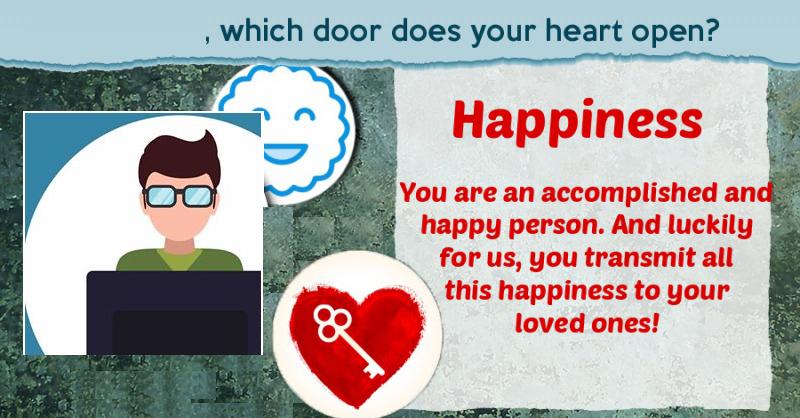 , which door does your heart open?
Happiness
You are an accomplished and
happy person. And luckily
for us, you transmit all
this happiness to your
loved ones!